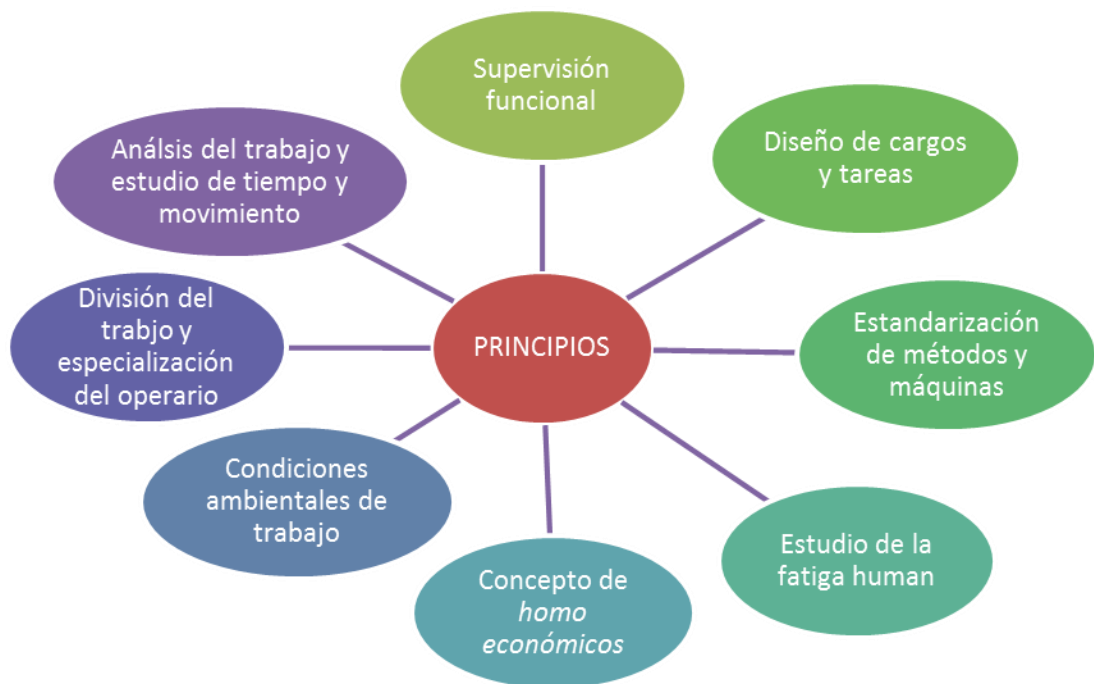 Supervisión
funcional
Diseño de cargos
y tareas
Estandarización
de métodos y
máquinas
Estudio de la
fatiga human
Concepto de
homo
económicos
Condiciones
ambientales de
trabajo
División del
trabjo y
especialización
del operario
Análsis del trabajo y
estudio de tiempo y
movimiento
PRINCIPIOS